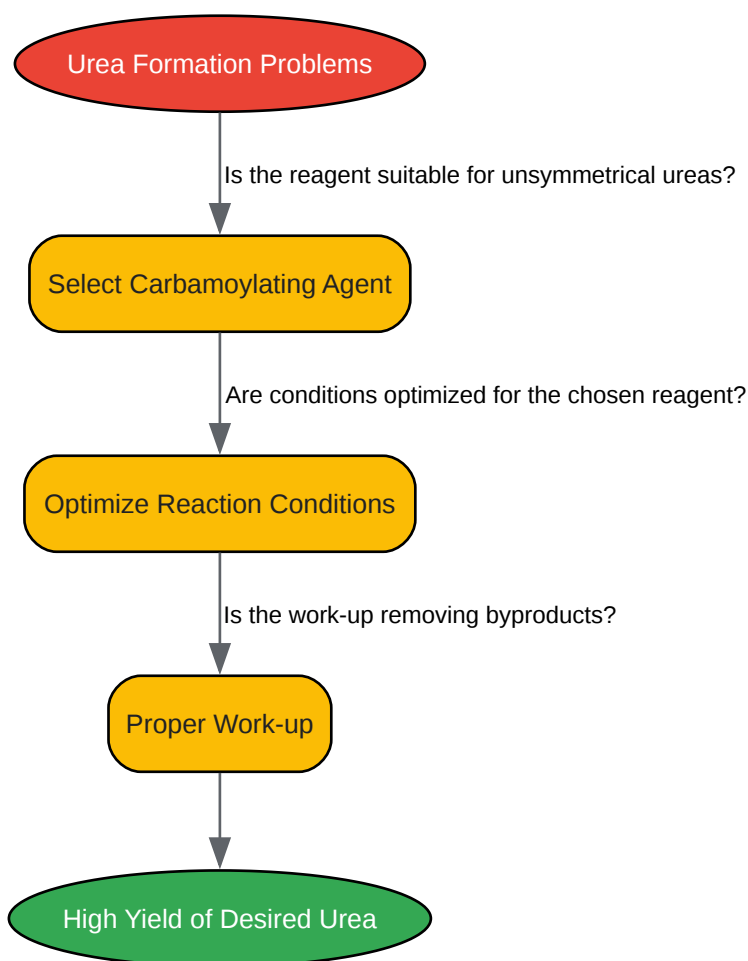 Urea Formation Problems
Is the reagent suitable for unsymmetrical ureas?
Select Carbamoylating Agent
Are conditions optimized for the chosen reagent?
Optimize Reaction Conditions
Is the work-up removing byproducts?
Proper Work-up
High Yield of Desired Urea